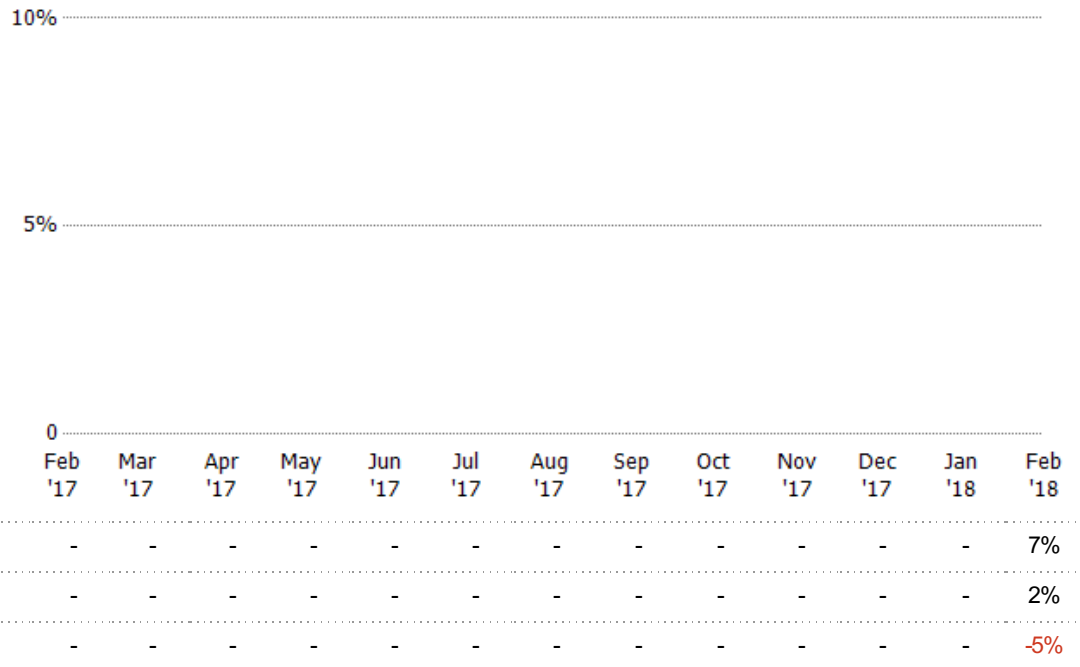 10%
5%
0
Feb Mar Apr May Jun Jul Aug Sep Oct Nov Dec Jan Feb
'17 '17 '17 '17 '17 '17 '17 '17 '17 '17 '17 '18 '18
- - - - - - - - - - - - 7%
- - - - - - - - - - - - 2%
- - - - - - - - - - - - -5%